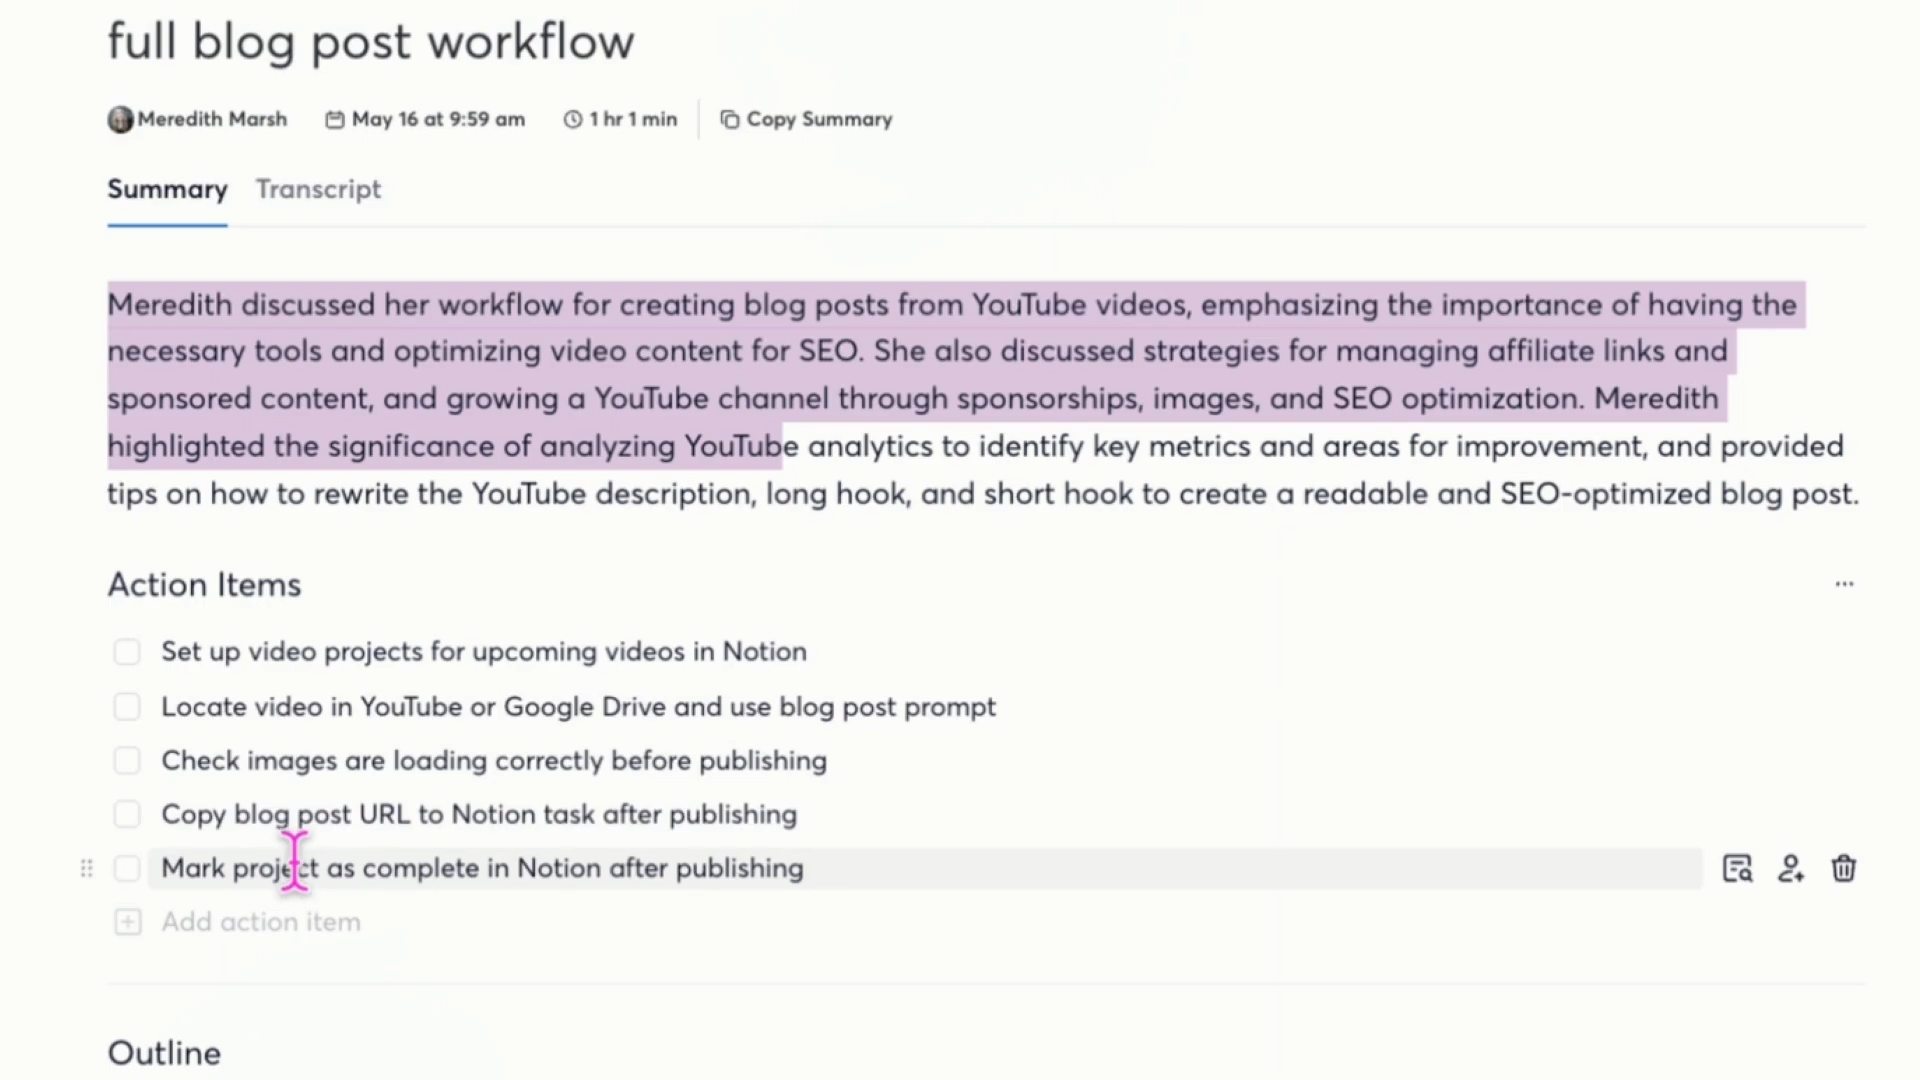 full blog post workflow
Meredith Marsh May 16 at 9:59 am 1 hr 1 min Copy Summary
Summary Transcript
Meredith discussed her workflow for creating blog posts from YouTube videos, emphasizing the importance of having the
necessary tools and optimizing video content for SEO. She also discussed strategies for managing affiliate links and
sponsored content, and growing a YouTube channel through sponsorships, images, and SEO optimization. Meredith
highlighted the significance of analyzing YouTube analytics to identify key metrics and areas for improvement, and provided
tips on how to rewrite the YouTube description, long hook, and short hook to create a readable and SEO-optimized blog post.
Action Items ...
Set up video projects for upcoming videos in Notion
Locate video in YouTube or Google Drive and use blog post prompt
Check images are loading correctly before publishing
Copy blog post URL to Notion task after publishing
Mark project as complete in Notion after publishing
Add action item
Outline